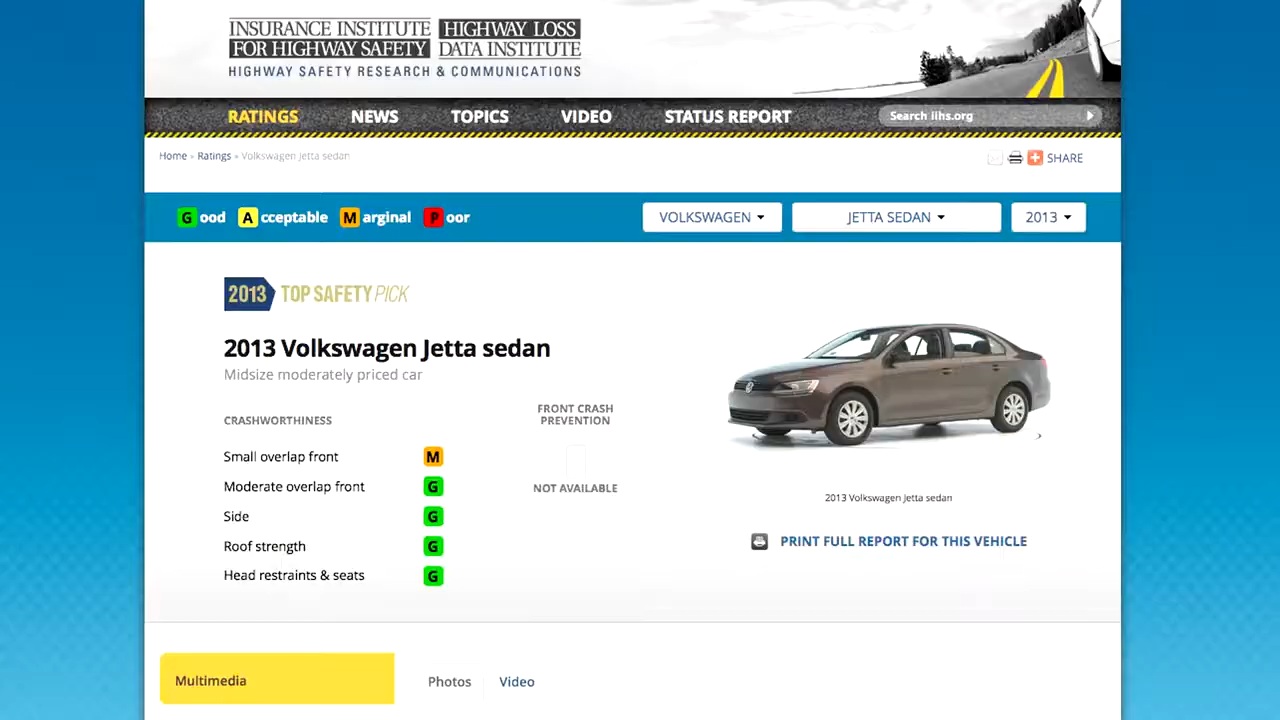 INSURANCE INSTITUTE HIGHWAY LOSS
FOR HIGHWAY SAFETY DATA INSTITUTE
HIGHWAY SAFETY RESEARCH & COMMUNICATIONS
RATINGS NEWS TOPICS VIDEO STATUS REPORT Search iihs.org
Home » Ratings » Volkswagen Jetta sedan SHARE
Good Acceptable Marginal Poor VOLKSWAGEN JETTA SEDAN 2013
2013 TOP SAFETY PICK
2013 Volkswagen Jetta sedan
Midsize moderately priced car
CRASHWORTHINESS
Small overlap front M
Moderate overlap front G
Side G
Roof strength G
Head restraints & seats G
FRONT CRASH
PREVENTION
NOT AVAILABLE
2013 Volkswagen Jetta sedan
PRINT FULL REPORT FOR THIS VEHICLE
Multimedia Photos Video